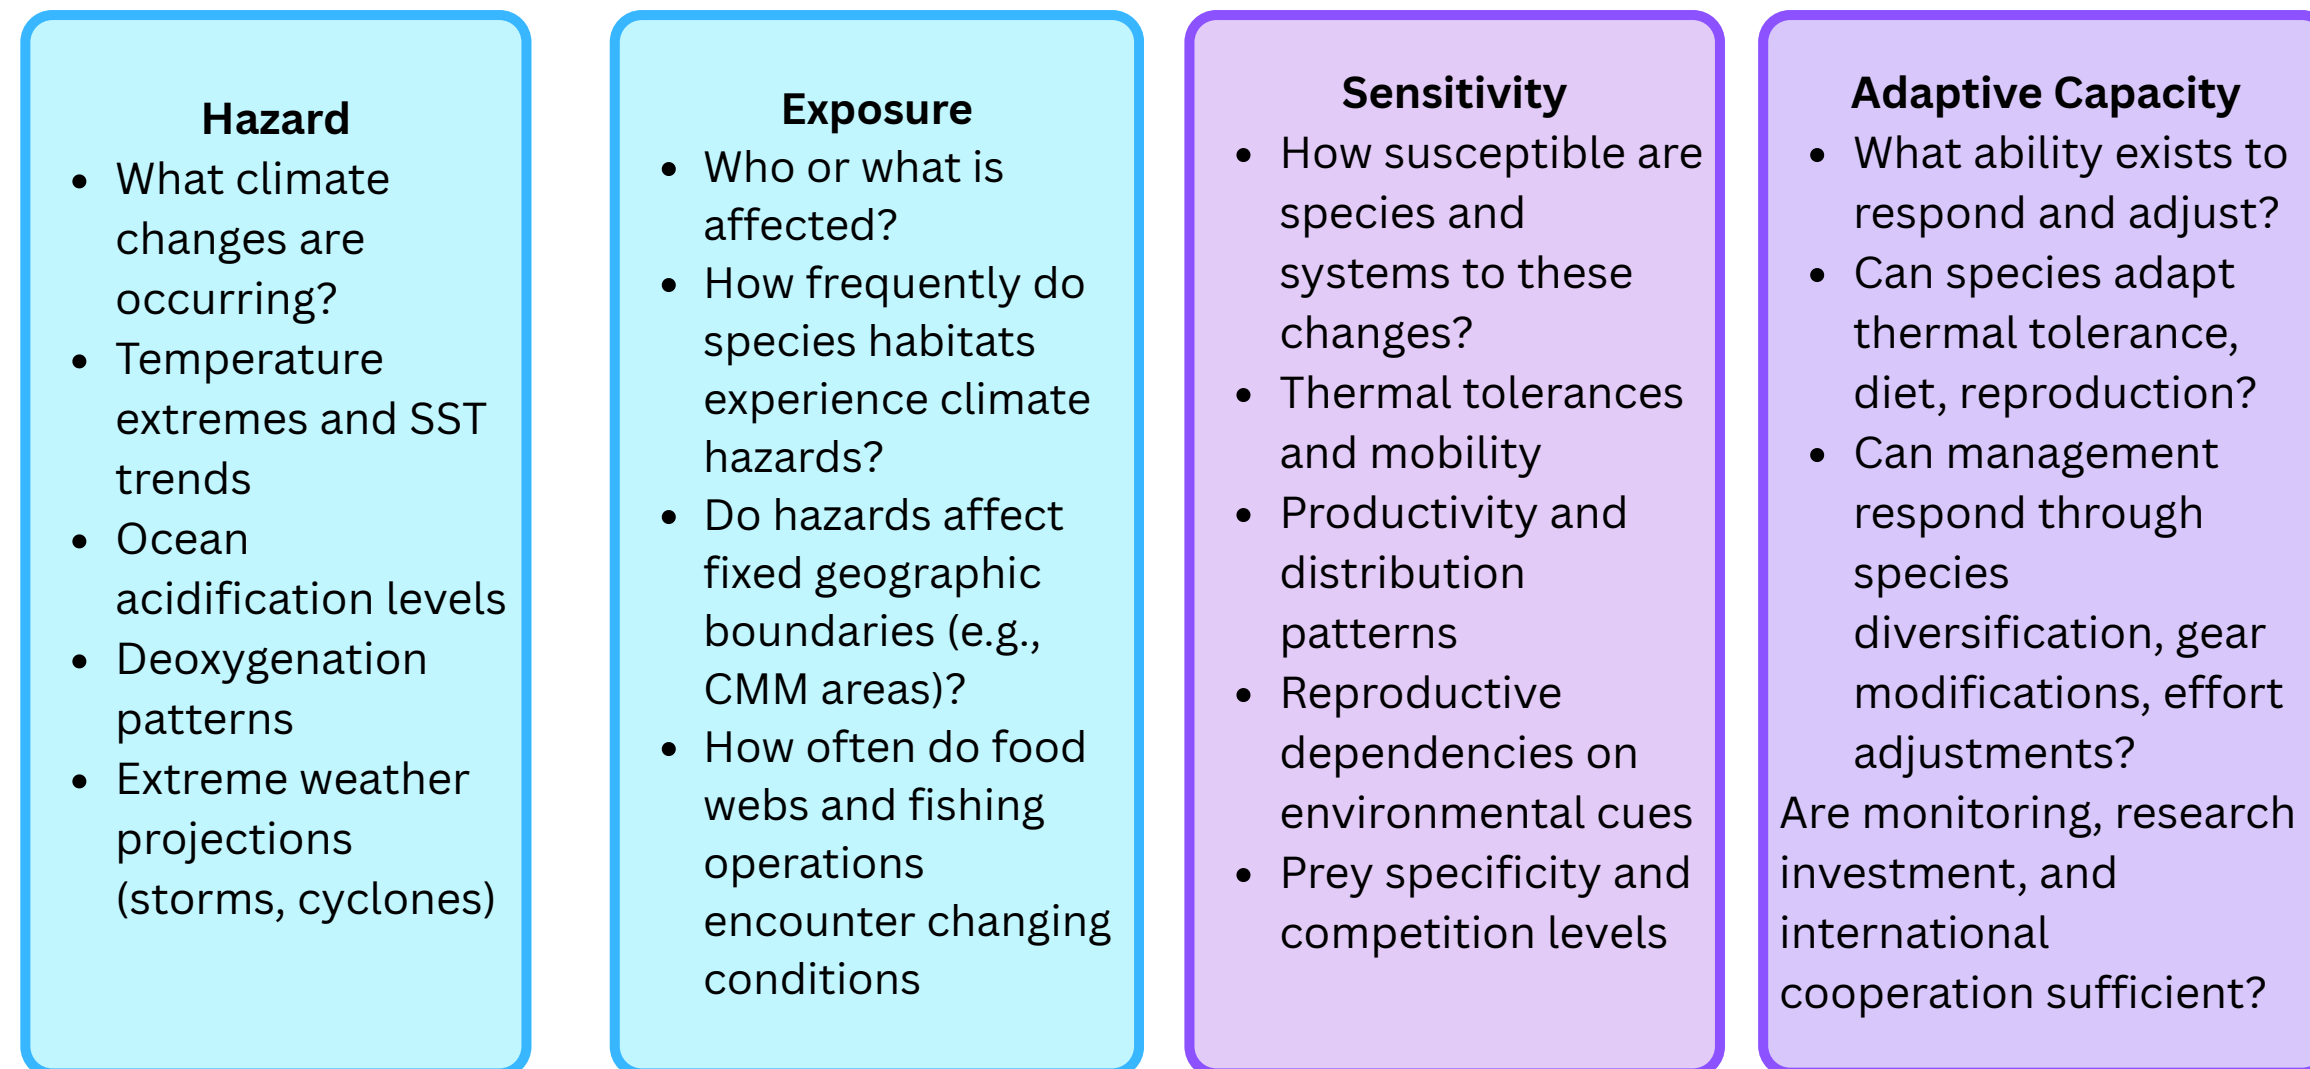 Hazard
• What climate
changes are
occurring?
• Temperature
extremes and SST
trends
• Ocean
acidification levels
• Deoxygenation
patterns
• Extreme weather
projections
(storms, cyclones)
Exposure
• Who or what is
affected?
• How frequently do
species habitats
experience climate
hazards?
• Do hazards affect
fixed geographic
boundaries (e.g.,
CMM areas)?
• How often do food
webs and fishing
operations
encounter changing
conditions
Sensitivity
• How susceptible are
species and
systems to these
changes?
• Thermal tolerances
and mobility
• Productivity and
distribution
patterns
• Reproductive
dependencies on
environmental cues
• Prey specificity and
competition levels
Adaptive Capacity
• What ability exists to
respond and adjust?
• Can species adapt
thermal tolerance,
diet, reproduction?
• Can management
respond through
species
diversification, gear
modifications, effort
adjustments?
Are monitoring, research
investment, and
international
cooperation sufficient?